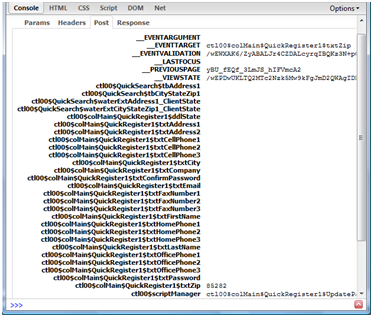 Console HTML CSS Script DOM Net Options
Params Headers Post Response
__EVENTARGUMENT
__EVENTTARGET ctl00$colMain$QuickRegister1$txtZip
__EVENTVALIDATION
__LASTFOCUS
__PREVIOUSPAGE
__VIEWSTATE
ctl00$QuickSearch$tbAddress1
ctl00$QuickSearch$tbCityStateZip1
ctl00$QuickSearch$waterExtAddress1_ClientState
ctl00$QuickSearch$waterExtCityStateZip1_ClientState
ctl00$colMain$QuickRegister1$ddlState
ctl00$colMain$QuickRegister1$txtAddress1
ctl00$colMain$QuickRegister1$txtAddress2
ctl00$colMain$QuickRegister1$txtCellPhone1
ctl00$colMain$QuickRegister1$txtCellPhone2
ctl00$colMain$QuickRegister1$txtCellPhone3
ctl00$colMain$QuickRegister1$txtCity
ctl00$colMain$QuickRegister1$txtCompany
ctl00$colMain$QuickRegister1$txtConfirmPassword
ctl00$colMain$QuickRegister1$txtEmail
ctl00$colMain$QuickRegister1$txtFaxNumber1
ctl00$colMain$QuickRegister1$txtFaxNumber2
ctl00$colMain$QuickRegister1$txtFaxNumber3
ctl00$colMain$QuickRegister1$txtFirstName
ctl00$colMain$QuickRegister1$txtHomePhone1
ctl00$colMain$QuickRegister1$txtHomePhone2
ctl00$colMain$QuickRegister1$txtHomePhone3
ctl00$colMain$QuickRegister1$txtLastName
ctl00$colMain$QuickRegister1$txtOfficePhone1
ctl00$colMain$QuickRegister1$txtOfficePhone2
ctl00$colMain$QuickRegister1$txtOfficePhone3
ctl00$colMain$QuickRegister1$txtPassword
ctl00$colMain$QuickRegister1$txtZip 85282
ctl00$scriptManager ctl00$colMain$QuickRegister1$UpdatePa
>>>